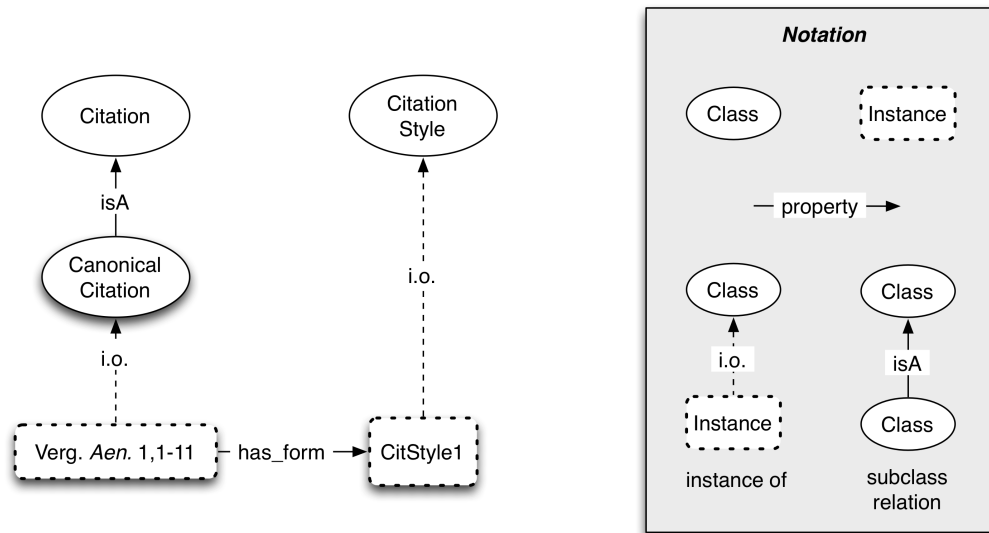 Citation
Citation
Style
isA
Canonical
Citation
i.o.
i.o.
Verg. Aen. 1,1-11
has_form
CitStyle1
Notation
Class
Instance
property
Class
Class
i.o.
isA
Instance
Class
instance of
subclass
relation